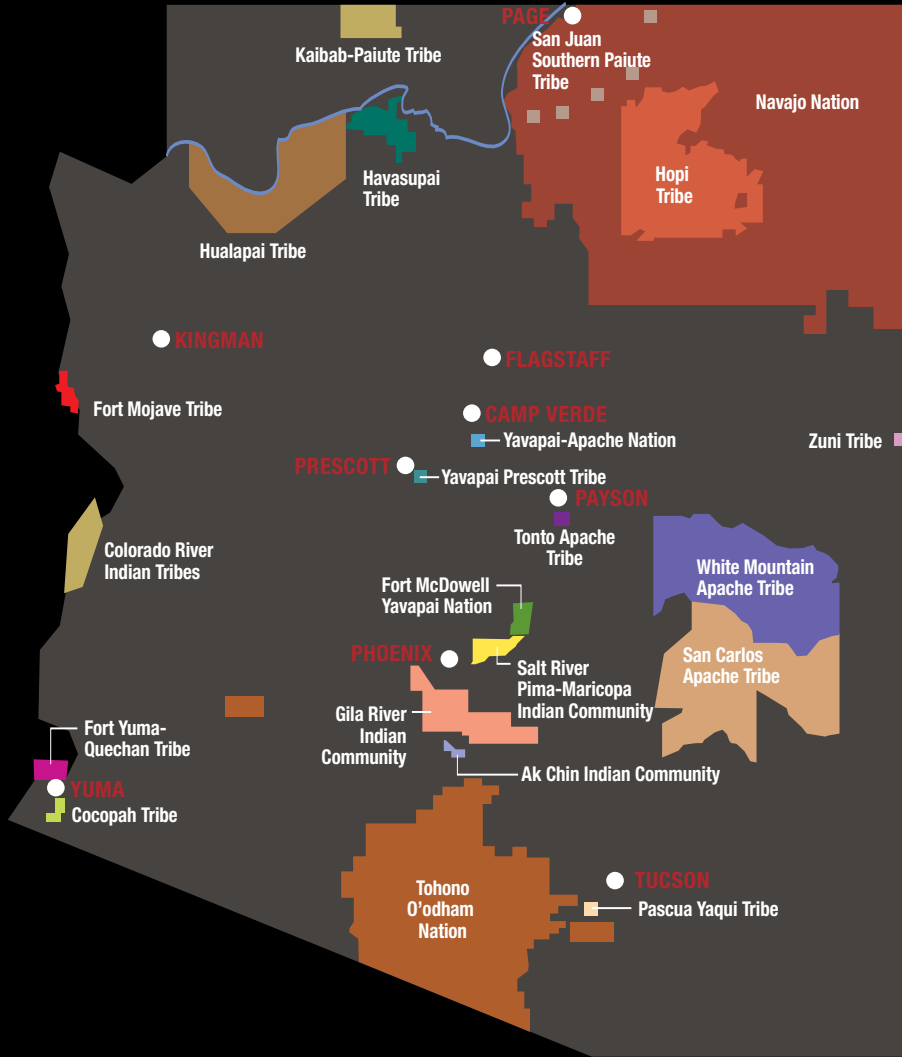 PAGE
San Juan
Southern Paiute
Tribe
Kaibab-Paiute Tribe
Navajo Nation
Havasupai
Tribe
Hopi
Tribe
Hualapai Tribe
KINGMAN
FLAGSTAFF
Fort Mojave Tribe
CAMP VERDE
Yavapai-Apache Nation
Zuni Tribe
PRESCOTT
Yavapai Prescott Tribe
PAYSON
Tonto Apache
Tribe
Colorado River
Indian Tribes
White Mountain
Apache Tribe
Fort McDowell
Yavapai Nation
PHOENIX
San Carlos
Apache Tribe
Salt River
Pima-Maricopa
Indian Community
Gila River
Indian
Community
Fort Yuma-
Quechan Tribe
Ak Chin Indian Community
YUMA
Cocopah Tribe
TUCSON
Tohono
O'odham
Nation
Pascua Yaqui Tribe